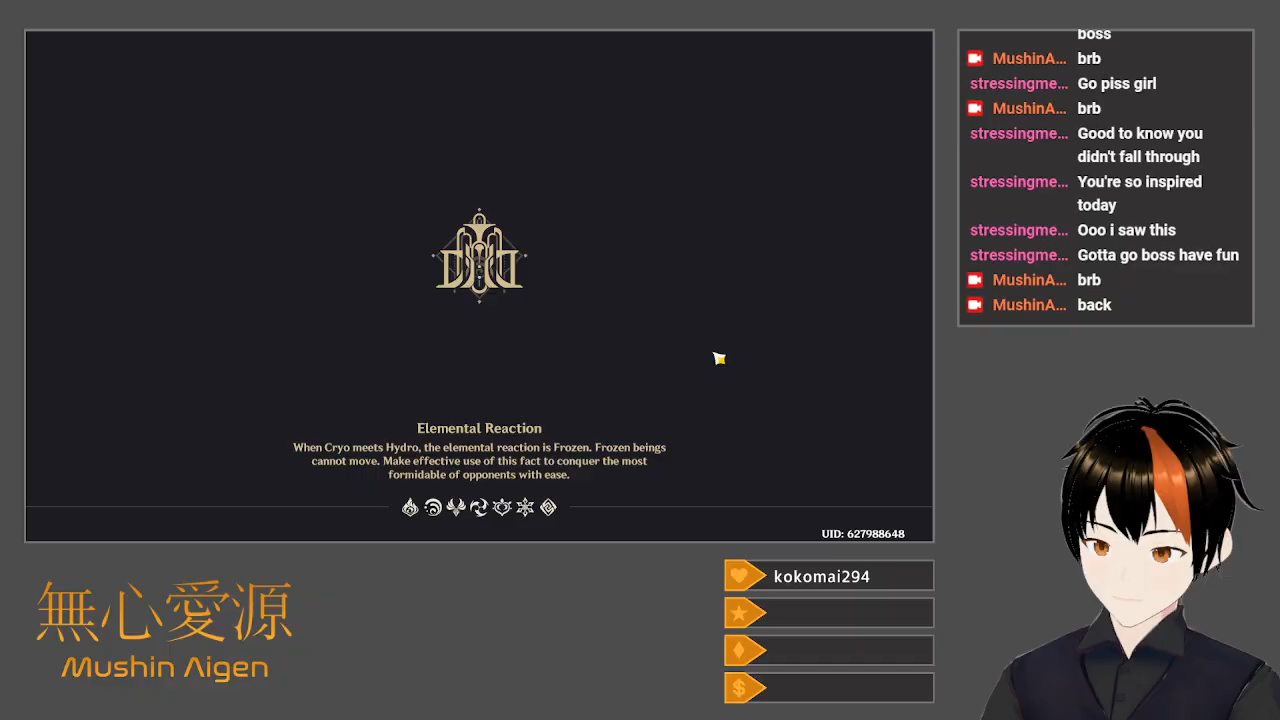 boss
MushinA... brb
stressingme... Go piss girl
MushinA... brb
stressingme... Good to know you
didn't fall through
stressingme... You're so inspired
today
stressingme... Ooo i saw this
stressingme... Gotta go boss have fun
MushinA... brb
MushinA... back
Elemental Reaction
When Cryo meets Hydro, the elemental reaction is Frozen. Frozen beings
cannot move. Make effective use of this fact to conquer the most
formidable of opponents with ease.
UID: 627988648
kokomai294
無心愛源
Mushin Aigen